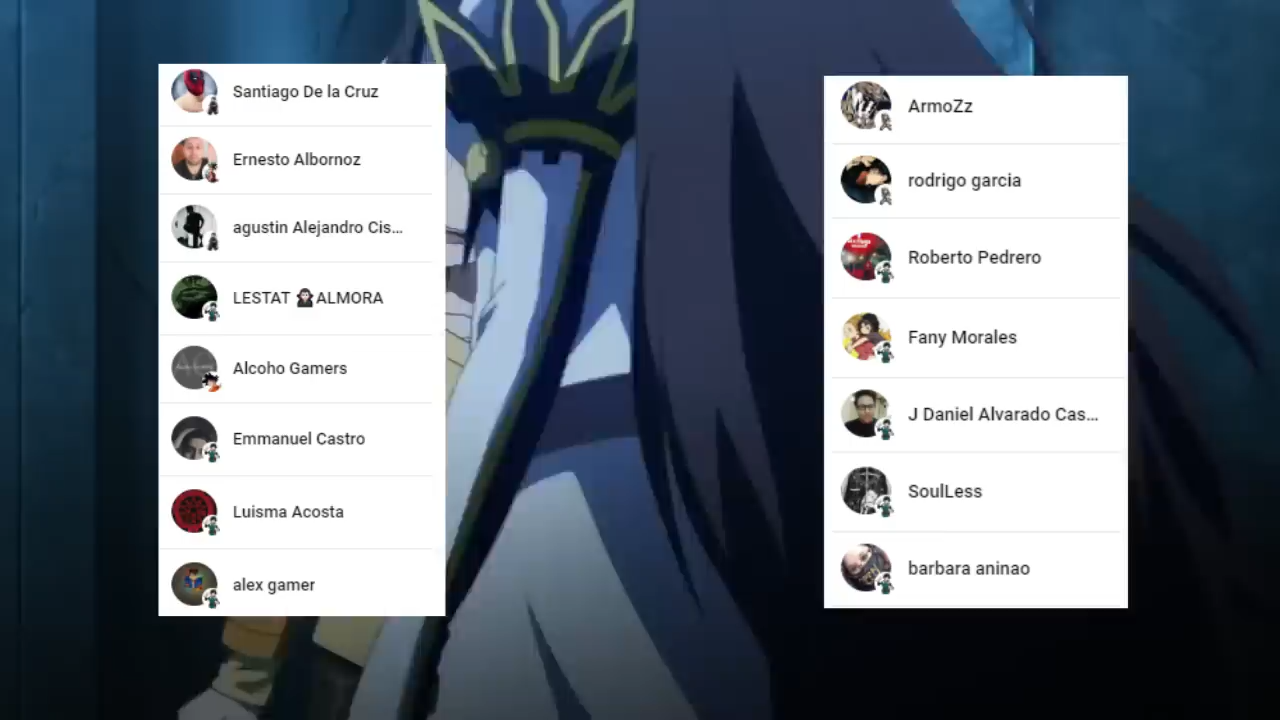 Santiago De la Cruz
Ernesto Albornoz
agustin Alejandro Cis...
LESTAT 🧛🏻‍♂️ALMORA
Alcoho Gamers
Emmanuel Castro
Luisma Acosta
alex gamer
ArmoZz
rodrigo garcia
Roberto Pedrero
Fany Morales
J Daniel Alvarado Cas...
SoulLess
barbara aninao